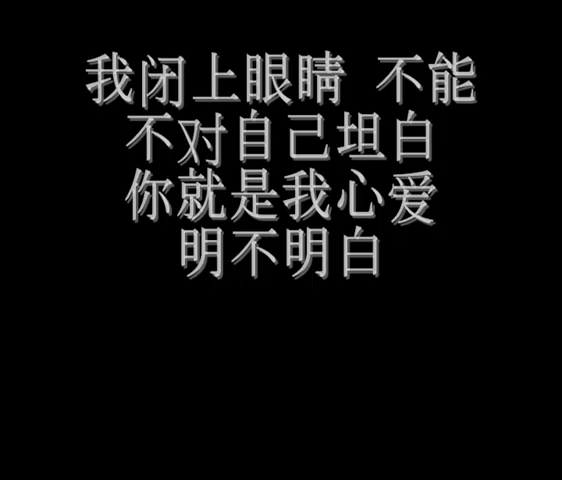 我闭上眼睛 不能
不对自己坦白
你就是我心爱
明不明白